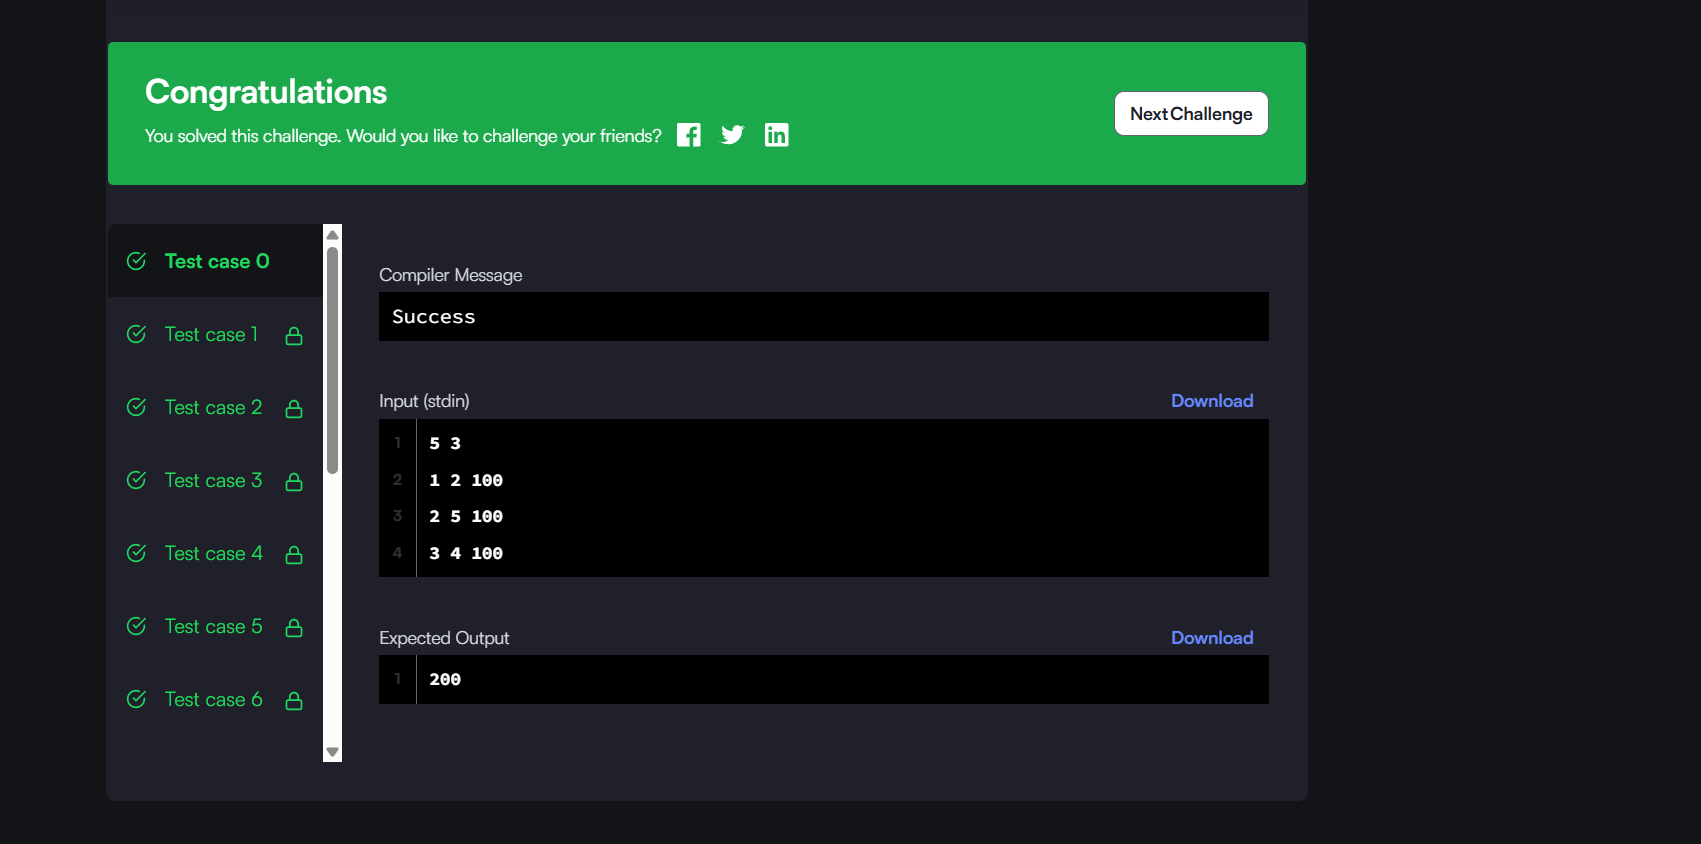 Congratulations
You solved this challenge. Would you like to challenge your friends?
Next Challenge
Test case 0
Test case 1
Test case 2
Test case 3
Test case 4
Test case 5
Test case 6
Compiler Message
Success
Input (stdin)
Download
1 5 3
2 1 2 100
3 2 5 100
4 3 4 100
Expected Output
Download
1 200